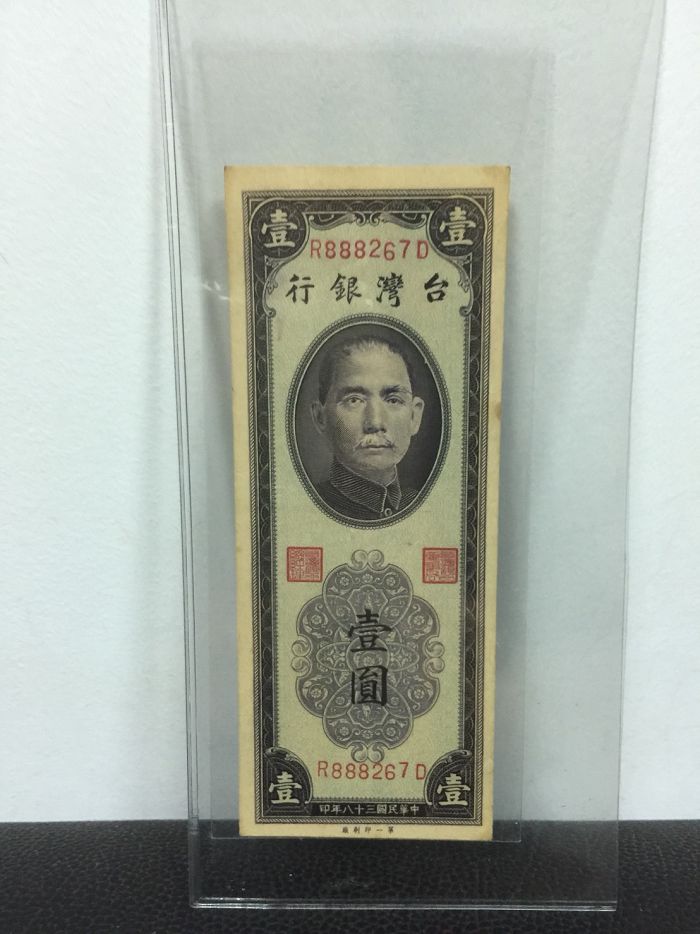 壹 壹
R888267D
台灣銀行
壹圓
R888267D
壹 壹
中華民國三十八年印
第一印刷廠